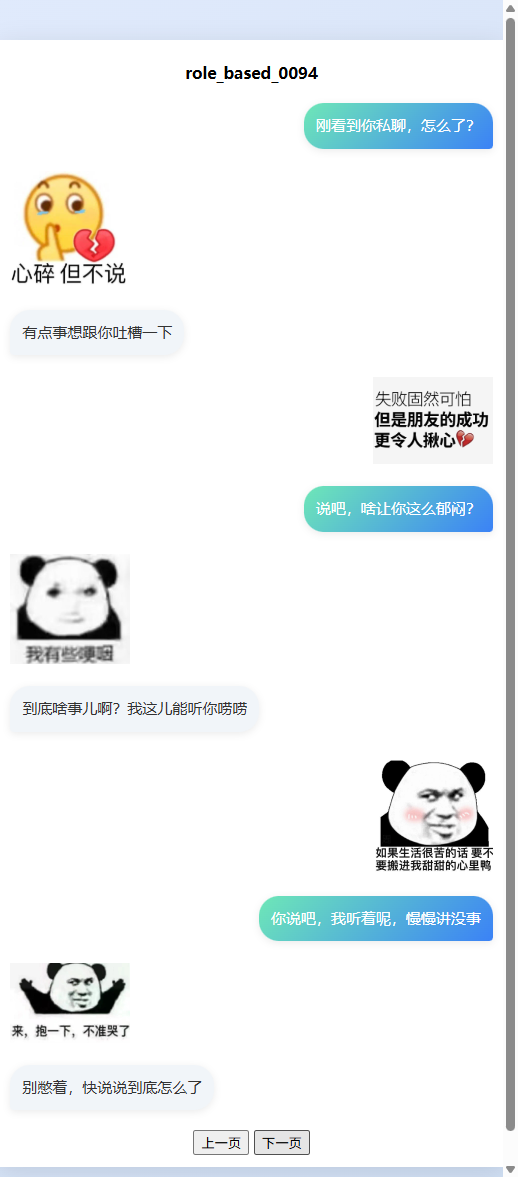 role_based_0094
刚看到你私聊，怎么了？
心碎 但不说
有点事想跟你吐槽一下
失败固然可怕
但是朋友的成功
更令人揪心💔
说吧，啥让你这么郁闷？
我有些哽咽
到底啥事儿啊？我这儿能听你唠唠
如果生活很苦的话 要不
要搬进我甜甜的心里鸭
你说吧，我听着呢，慢慢讲没事
来，抱一下，不准哭了
别憋着，快说说到底怎么了
上一页 下一页